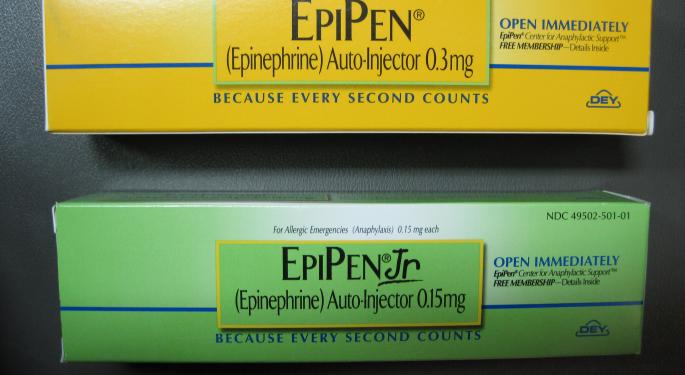 EPIPEN®
(Epinephrine) Auto-Injector 0.3mg
BECAUSE EVERY SECOND COUNTS
OPEN IMMEDIATELY
EpiPen® Center for Anaphylactic Support™
FREE MEMBERSHIP—Details Inside
DEY
NDC 49502-501-01
For Allergic Emergencies (Anaphylaxis) 0.15 mg each
EPIPEN®Jr
(Epinephrine) Auto-Injector 0.15mg
BECAUSE EVERY SECOND COUNTS
OPEN IMMEDIATELY
EpiPen® Center for Anaphylactic Support™
FREE MEMBERSHIP—Details Inside
DEY